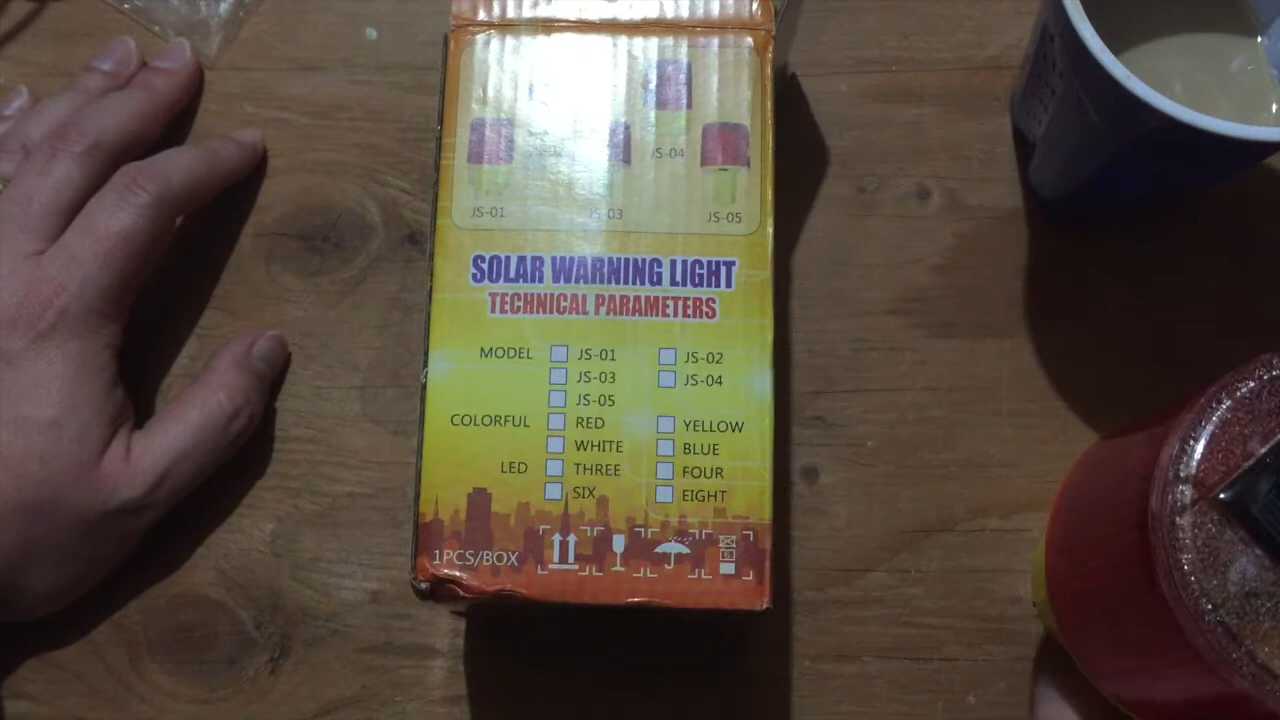 JS-04
JS-01
JS-03
JS-05
SOLAR WARNING LIGHT
TECHNICAL PARAMETERS
MODEL JS-01 JS-02
JS-03 JS-04
JS-05
COLORFUL RED YELLOW
WHITE BLUE
LED THREE FOUR
SIX EIGHT
1PCS/BOX